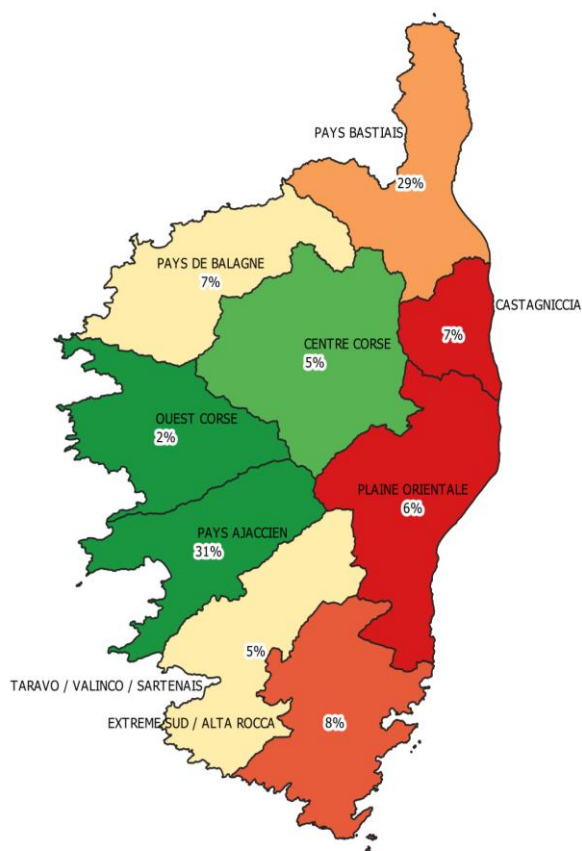 PAYS BASTIAIS
29%
PAYS DE BALAGNE
7%
CASTAGNICCIA
7%
CENTRE CORSE
5%
OUEST CORSE
2%
PLAINE ORIENTALE
6%
PAYS AJACCIEN
31%
5%
TARAVO / VALINCO / SARTENAIS
EXTREME SUD / ALTA ROCCA
8%